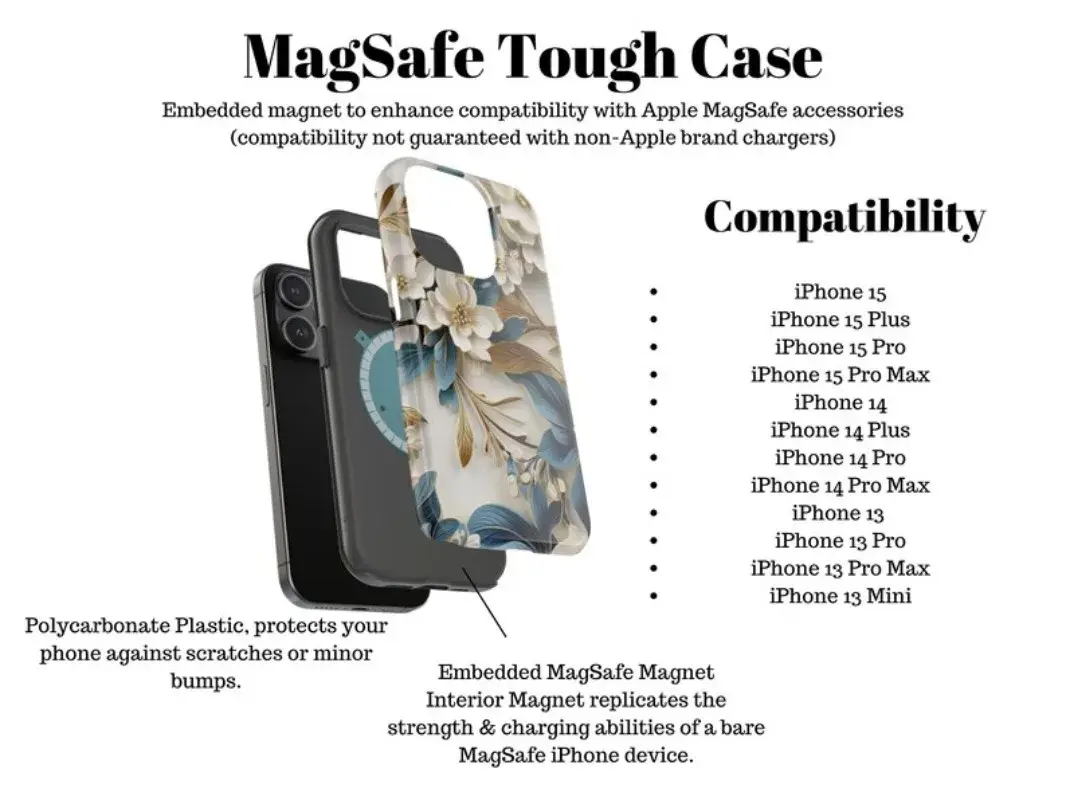 MagSafe Tough Case
Embedded magnet to enhance compatibility with Apple MagSafe accessories
(compatibility not guaranteed with non-Apple brand chargers)
Compatibility
• iPhone 15
• iPhone 15 Plus
• iPhone 15 Pro
• iPhone 15 Pro Max
• iPhone 14
• iPhone 14 Plus
• iPhone 14 Pro
• iPhone 14 Pro Max
• iPhone 13
• iPhone 13 Pro
• iPhone 13 Pro Max
• iPhone 13 Mini
Polycarbonate Plastic, protects your
phone against scratches or minor
bumps.
Embedded MagSafe Magnet
Interior Magnet replicates the
strength & charging abilities of a bare
MagSafe iPhone device.